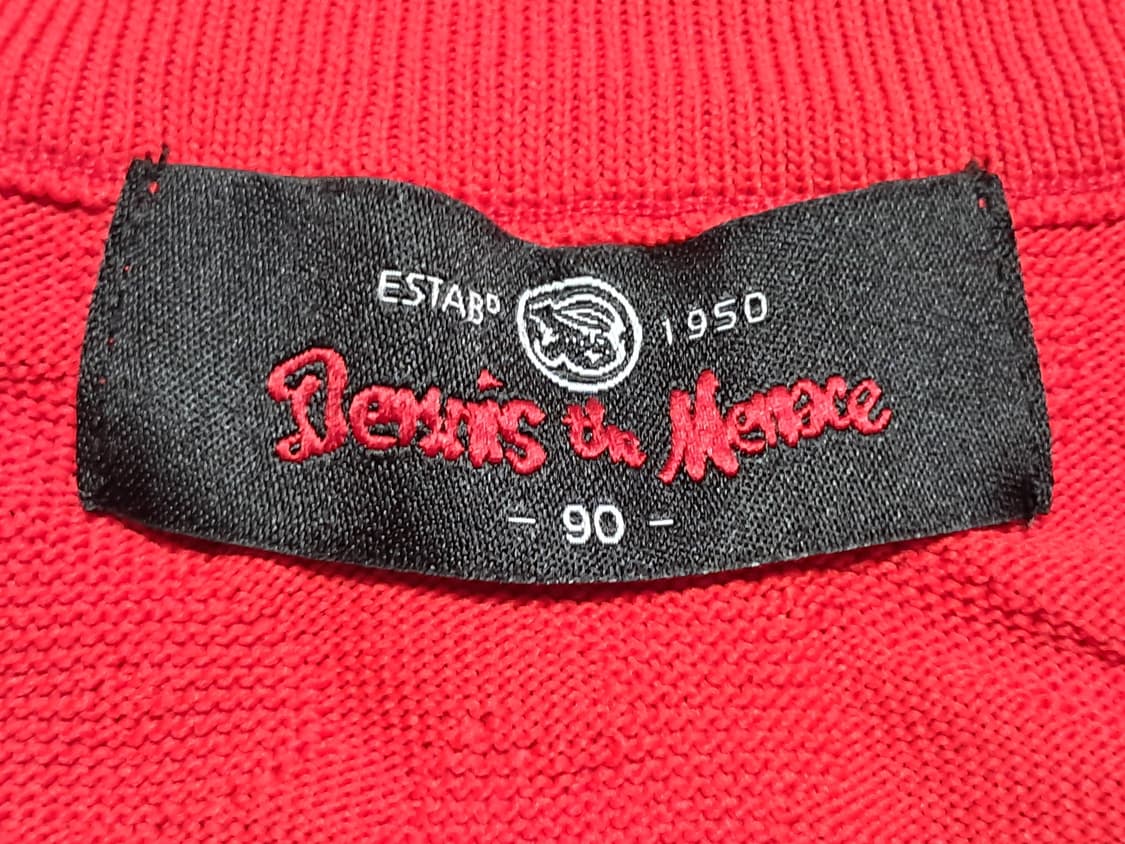 ESTABᴰ 1950
Dennis the Menace
- 90 -